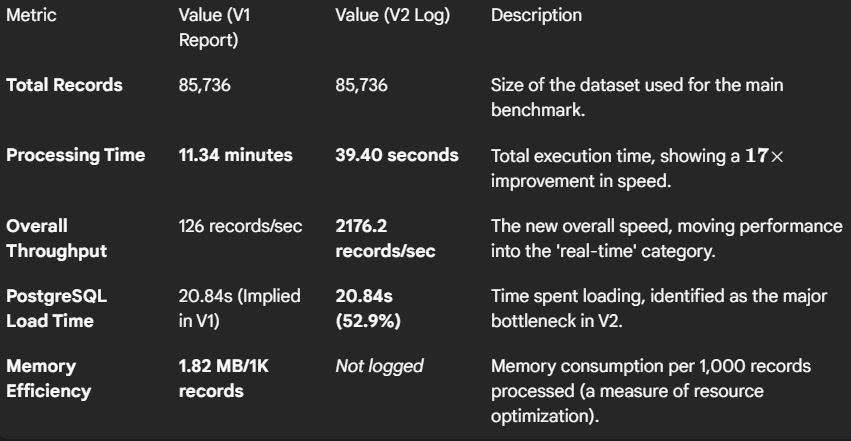 Metric Value (V1 Value (V2 Log) Description
Report)
Total Records 85,736 85,736 Size of the dataset used for the main
benchmark.
Processing Time 11.34 minutes 39.40 seconds Total execution time, showing a 17×
improvement in speed.
Overall 126 records/sec 2176.2 The new overall speed, moving performance
Throughput records/sec into the 'real-time' category.
PostgreSQL 20.84s (Implied 20.84s Time spent loading, identified as the major
Load Time in V1) (52.9%) bottleneck in V2.
Memory 1.82 MB/1K Not logged Memory consumption per 1,000 records
Efficiency records processed (a measure of resource
optimization).